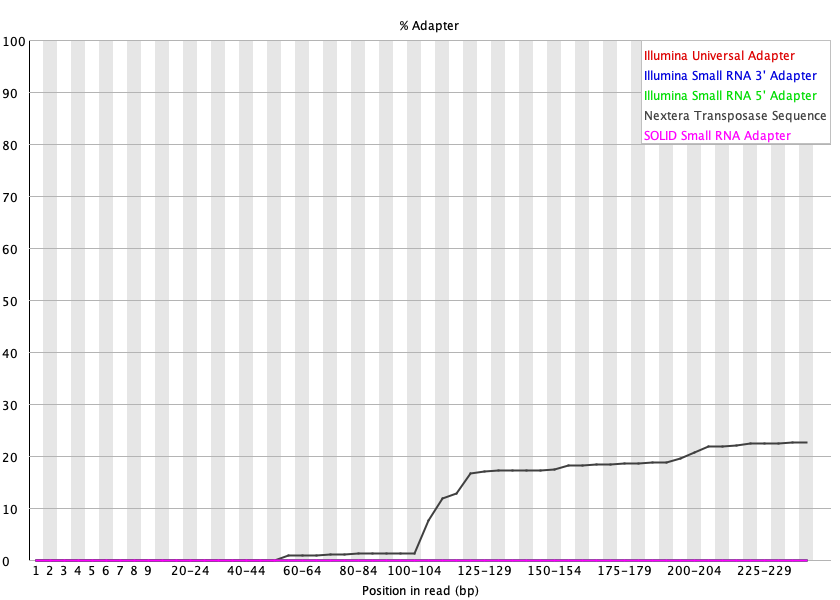 % Adapter
100
90
80
70
60
50
40
30
20
10
0
Illumina Universal Adapter
Illumina Small RNA 3' Adapter
Illumina Small RNA 5' Adapter
Nextera Transposase Sequence
SOLID Small RNA Adapter
1 2 3 4 5 6 7 8 9 20-24 40-44 60-64 80-84 100-104 125-129 150-154 175-179 200-204 225-229
Position in read (bp)